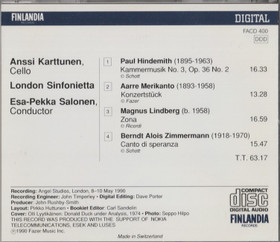 FINLANDIA
DIGITAL
FACD 400
DDD
Anssi Karttunen,
Cello
London Sinfonietta
Esa-Pekka Salonen,
Conductor
1 Paul Hindemith (1895-1963)
Kammermusik No. 3, Op. 36 No. 2 16.33
© Schott
2 Aarre Merikanto (1893-1958)
Konzertstück 13.28
© Fazer
3 Magnus Lindberg (b. 1958)
Zona 16.59
© Ricordi
4 Berndt Alois Zimmermann (1918-1970)
Canto di speranza 15.47
© Schott
T.T. 63.17
Recording: Angel Studios, London, 8–10 May 1990
Recording Engineer: John Timperley • Digital Editing: Dave Porter
Producer: John Rushby-Smith
Layout: Pirkko Huttunen • Booklet Editor: Carl Sandelin
Cover: Olli Lyytikäinen: Donald Duck under Analysis, 1974 • Photo: Seppo Hilpo
THIS RECORD WAS PRODUCED WITH THE SUPPORT OF NOKIA
TELECOMMUNICATIONS, ESEK AND LUSES
℗ 1990 Fazer Music Inc.
Made in Switzerland
COMPACT
disc
DIGITAL AUDIO
FINLANDIA
RECORDS